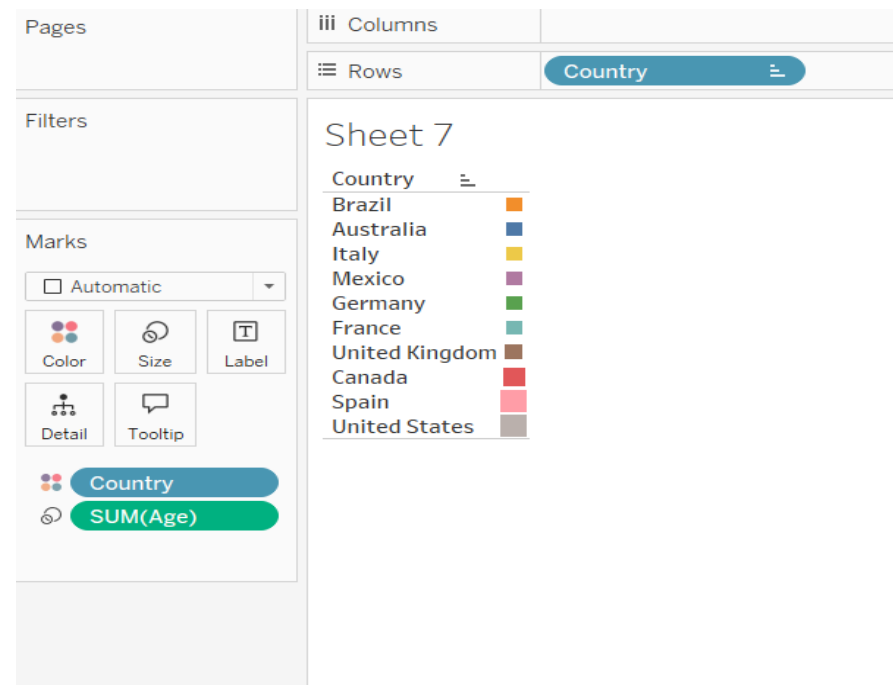 Pages
Columns
Rows
Country
Filters
Sheet 7
Country
Brazil
Australia
Italy
Mexico
Germany
France
United Kingdom
Canada
Spain
United States
Marks
Automatic
Color
Size
T
Label
Detail
Tooltip
Country
SUM(Age)